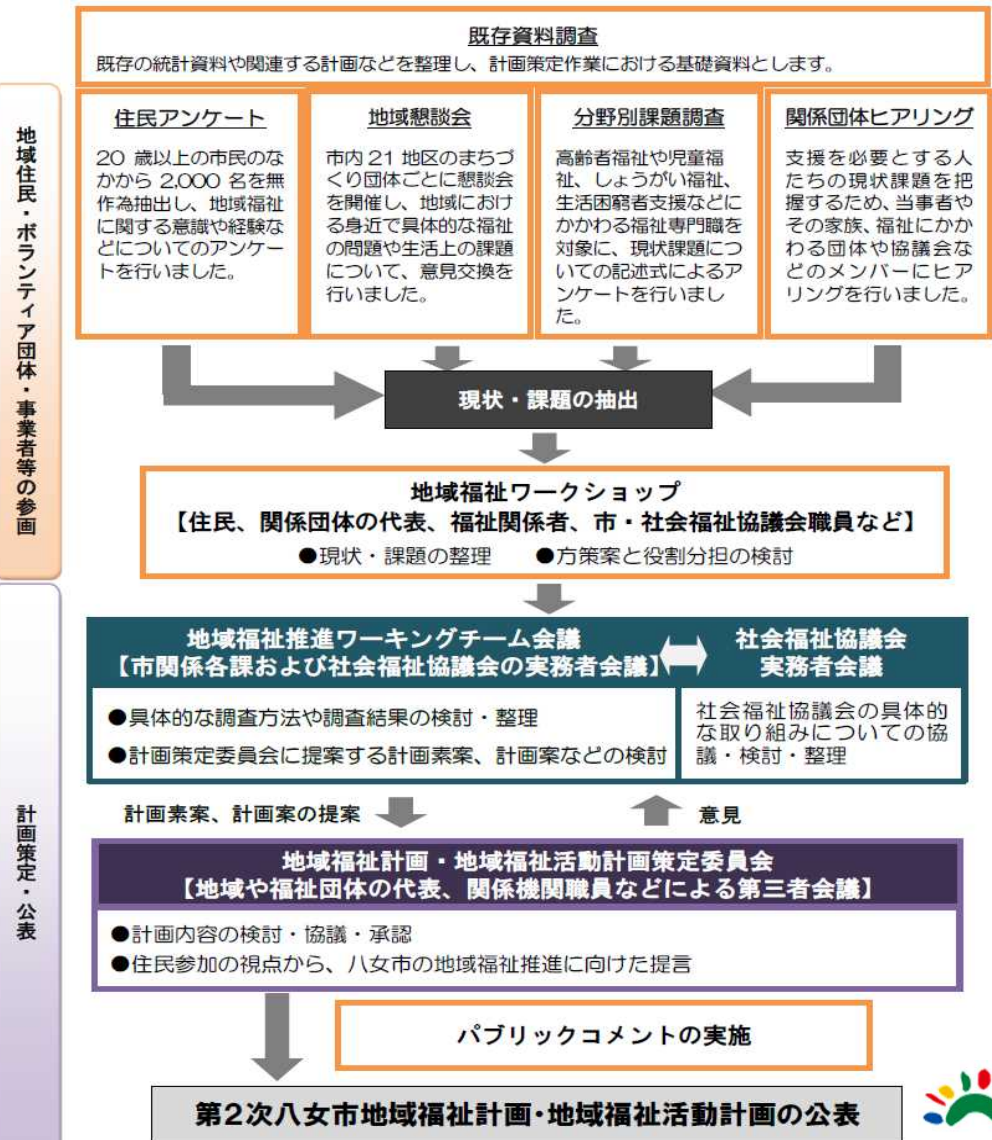 既存資料調査
既存の統計資料や関連する計画などを整理し、計画策定作業における基礎資料とします。
地域住民・ボランティア団体・事業者等の参画
住民アンケート
20 歳以上の市民のな
かから 2,000 名を無
作為抽出し、地域福祉
に関する意識や経験な
どについてのアンケー
トを行いました。
地域懇談会
市内 21 地区のまちづ
くり団体ごとに懇談会
を開催し、地域におけ
る身近で具体的な福祉
の問題や生活上の課題
について、意見交換を
行いました。
分野別課題調査
高齢者福祉や児童福
祉、しょうがい福祉、
生活困窮者支援などに
かかわる福祉専門職を
対象に、現状課題につ
いての記述式によるア
ンケートを行いまし
た。
関係団体ヒアリング
支援を必要とする人
たちの現状課題を把
握するため、当事者や
その家族、福祉にかか
わる団体や協議会な
どのメンバーにヒア
リングを行いました。
現状・課題の抽出
地域福祉ワークショップ
【住民、関係団体の代表、福祉関係者、市・社会福祉協議会職員など】
●現状・課題の整理 ●方策案と役割分担の検討
計画策定・公表
地域福祉推進ワーキングチーム会議
【市関係各課および社会福祉協議会の実務者会議】
社会福祉協議会
実務者会議
●具体的な調査方法や調査結果の検討・整理
●計画策定委員会に提案する計画素案、計画案などの検討
社会福祉協議会の具体的
な取り組みについての協
議・検討・整理
計画素案、計画案の提案
意見
地域福祉計画・地域福祉活動計画策定委員会
【地域や福祉団体の代表、関係機関職員などによる第三者会議】
●計画内容の検討・協議・承認
●住民参加の視点から、八女市の地域福祉推進に向けた提言
パブリックコメントの実施
第2次八女市地域福祉計画・地域福祉活動計画の公表